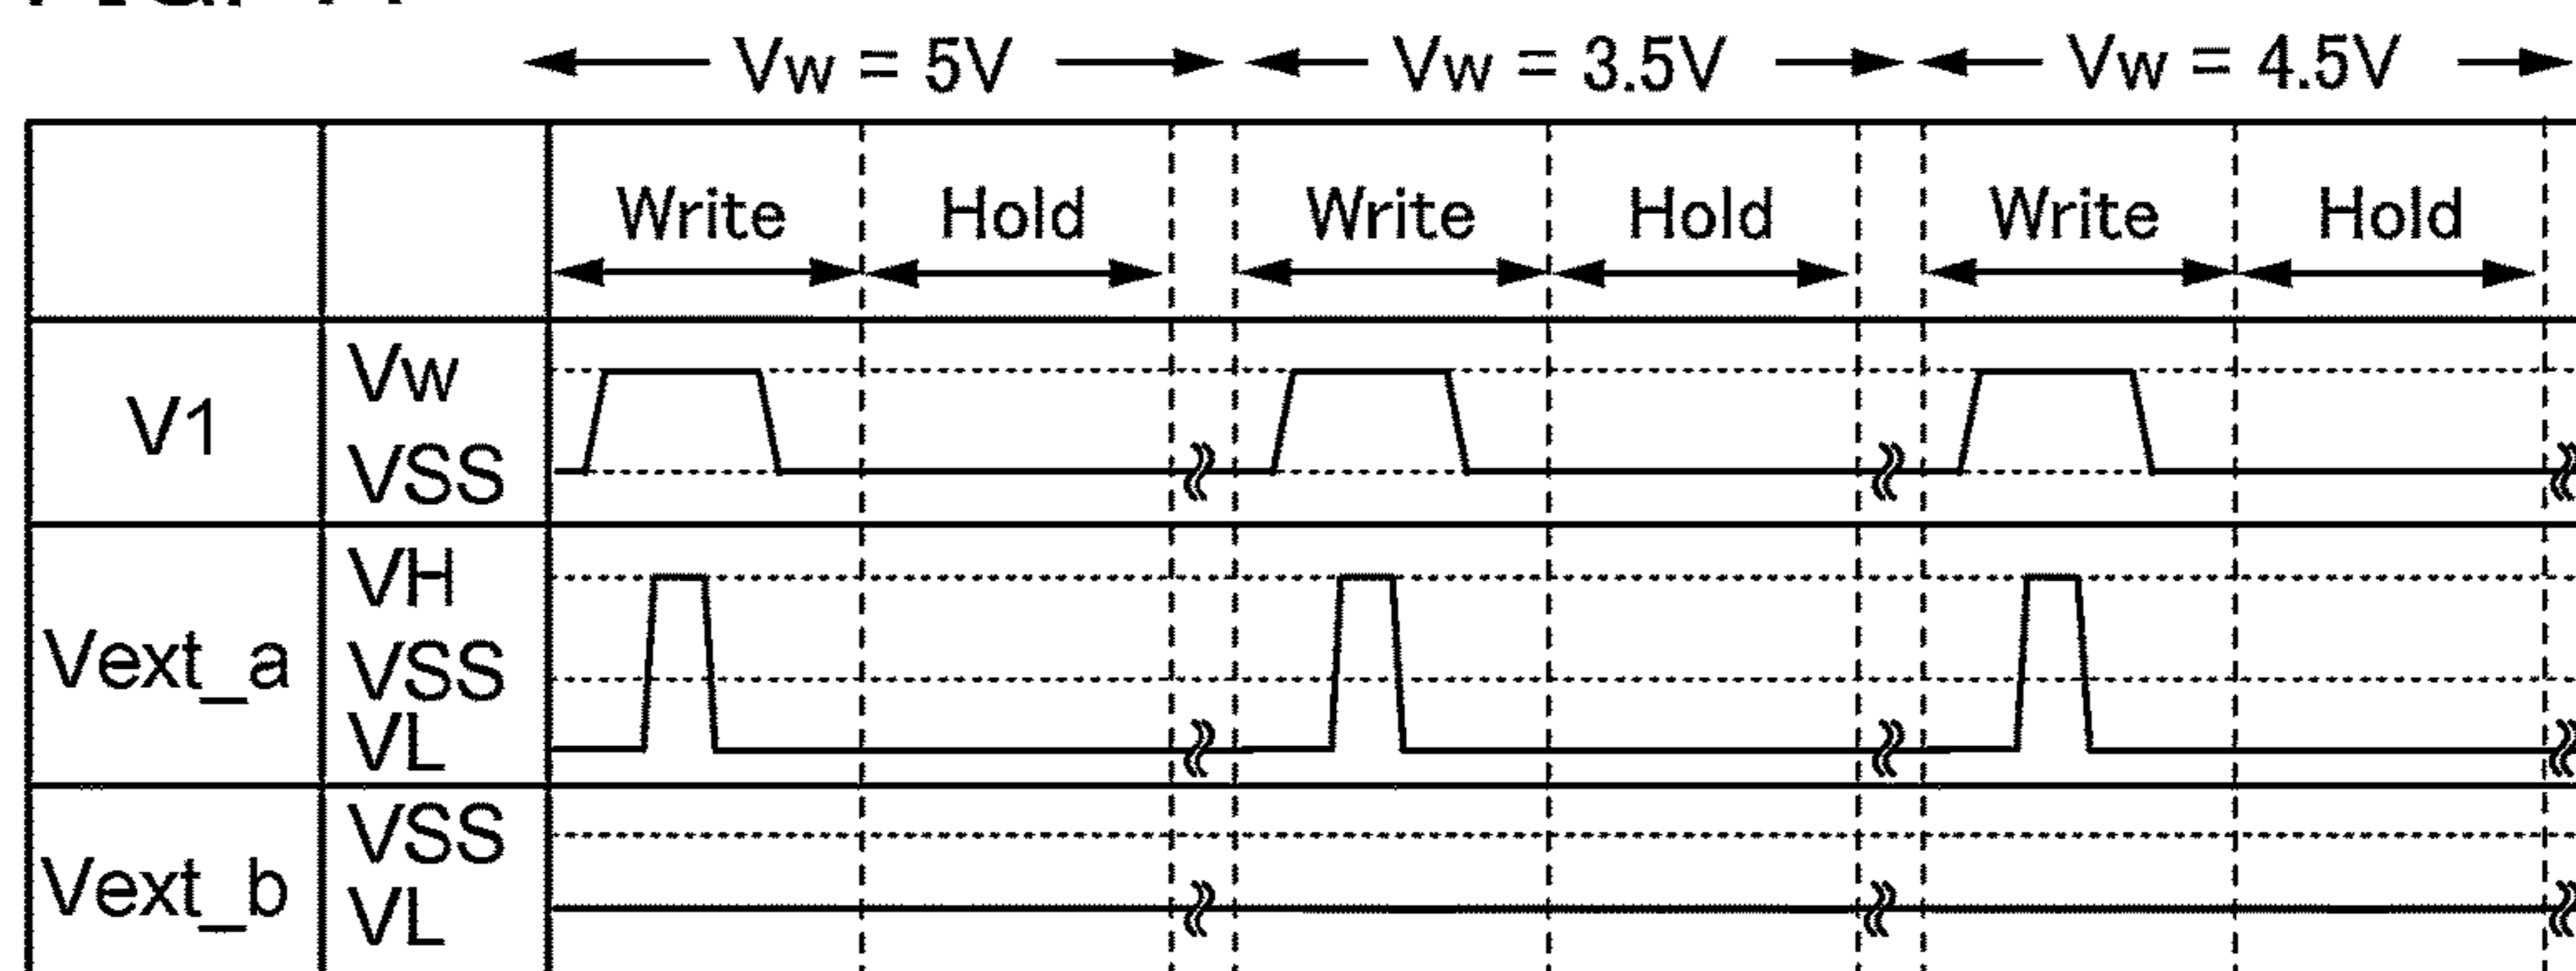 Vw = 5V Vw = 3.5V Vw = 4.5V
Write Hold Write Hold Write Hold
V1
Vw
VSS
Vext_a
VH
VSS
VL
Vext_b
VSS
VL